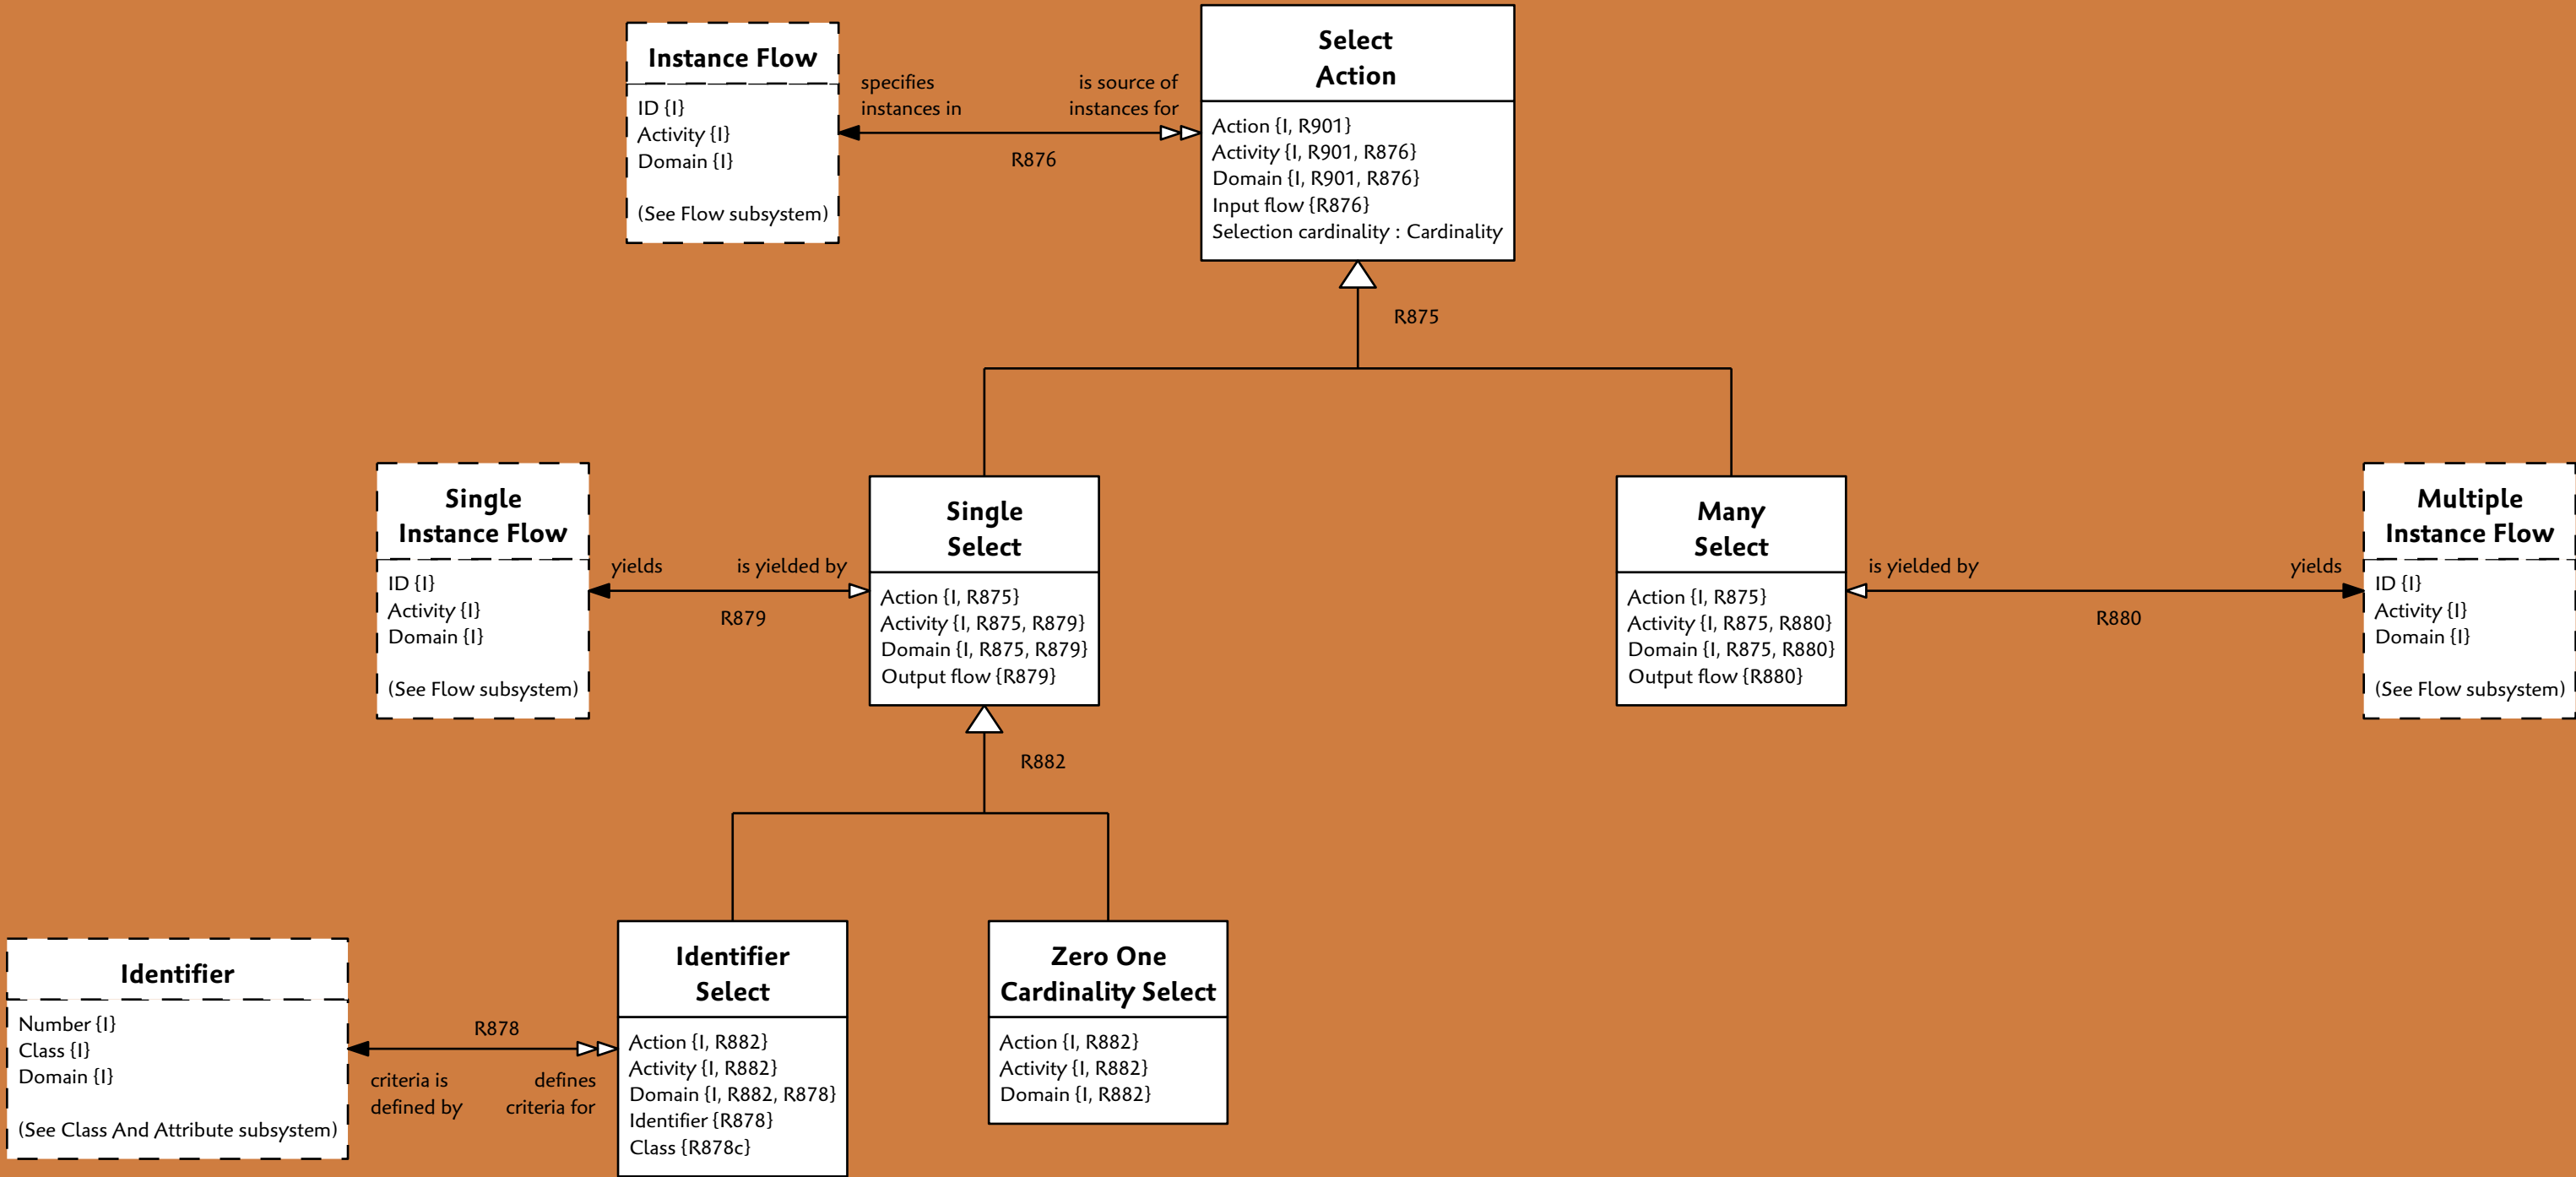 Instance Flow
ID {I}
Activity {I}
Domain {I}
(See Flow subsystem)
specifies
instances in
is source of
instances for
R876
Select
Action
Action {I, R901}
Activity {I, R901, R876}
Domain {I, R901, R876}
Input flow {R876}
Selection cardinality : Cardinality
R875
Single
Instance Flow
ID {I}
Activity {I}
Domain {I}
(See Flow subsystem)
yields
is yielded by
R879
Single
Select
Action {I, R875}
Activity {I, R875, R879}
Domain {I, R875, R879}
Output flow {R879}
Many
Select
Action {I, R875}
Activity {I, R875, R880}
Domain {I, R875, R880}
Output flow {R880}
is yielded by
yields
R880
Multiple
Instance Flow
ID {I}
Activity {I}
Domain {I}
(See Flow subsystem)
R882
Identifier
Number {I}
Class {I}
Domain {I}
(See Class And Attribute subsystem)
R878
criteria is
defined by
defines
criteria for
Identifier
Select
Action {I, R882}
Activity {I, R882}
Domain {I, R882, R878}
Identifier {R878}
Class {R878c}
Zero One
Cardinality Select
Action {I, R882}
Activity {I, R882}
Domain {I, R882}